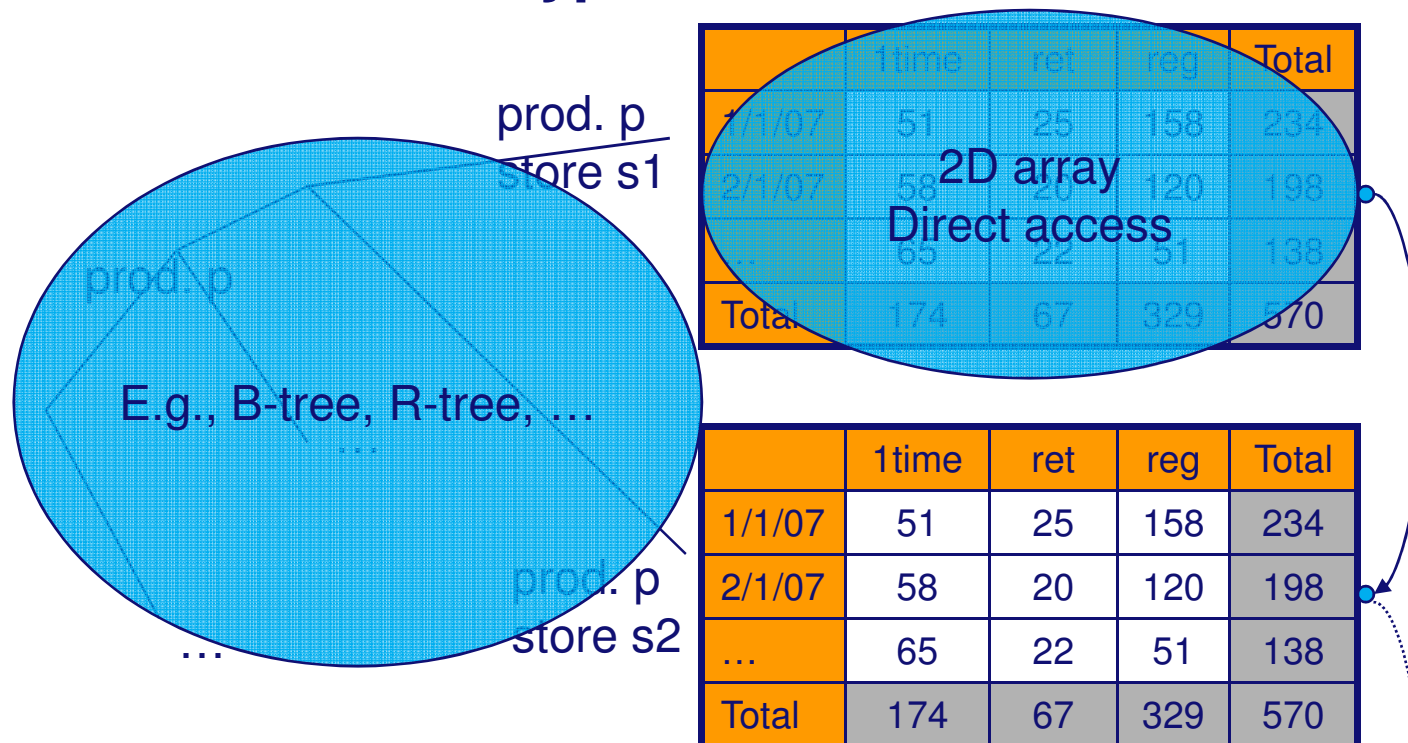 prod. p
store s1
prod. p
E.g., B-tree, R-tree, …
…
…
prod. p
store s2
1time ret reg Total
1/1/07 51 25 158 234
2/1/07 58 20 120 198
… 65 22 51 138
Total 174 67 329 570
2D array
Direct access
1time ret reg Total
1/1/07 51 25 158 234
2/1/07 58 20 120 198
… 65 22 51 138
Total 174 67 329 570